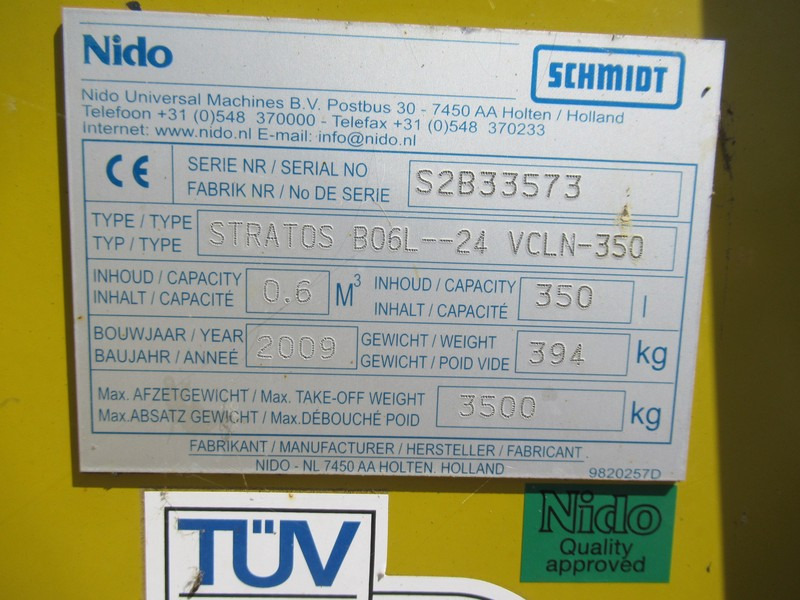 Nido
SCHMIDT
Nido Universal Machines B.V. Postbus 30 - 7450 AA Holten / Holland
Telefoon +31 (0)548 370000 - Telefax +31 (0)548 370233
Internet: www.nido.nl E-mail: info@nido.nl
CE
SERIE NR / SERIAL NO
FABRIK NR / No DE SERIE
S2B33573
TYPE / TYPE
TYP / TYPE
STRATOS B06L--24 VCLN-350
INHOUD / CAPACITY
INHALT / CAPACITÉ
0.6 M³
INHOUD / CAPACITY
INHALT / CAPACITÉ
350 l
BOUWJAAR / YEAR
BAUJAHR / ANNEÉ
2009
GEWICHT / WEIGHT
GEWICHT / POID VIDE
394 kg
Max. AFZETGEWICHT / Max. TAKE-OFF WEIGHT
Max.ABSATZ GEWICHT / Max.DÉBOUCHÉ POID
3500 kg
FABRIKANT / MANUFACTURER / HERSTELLER / FABRICANT
NIDO - NL 7450 AA HOLTEN. HOLLAND
9820257D
TÜV
Nido
Quality
approved